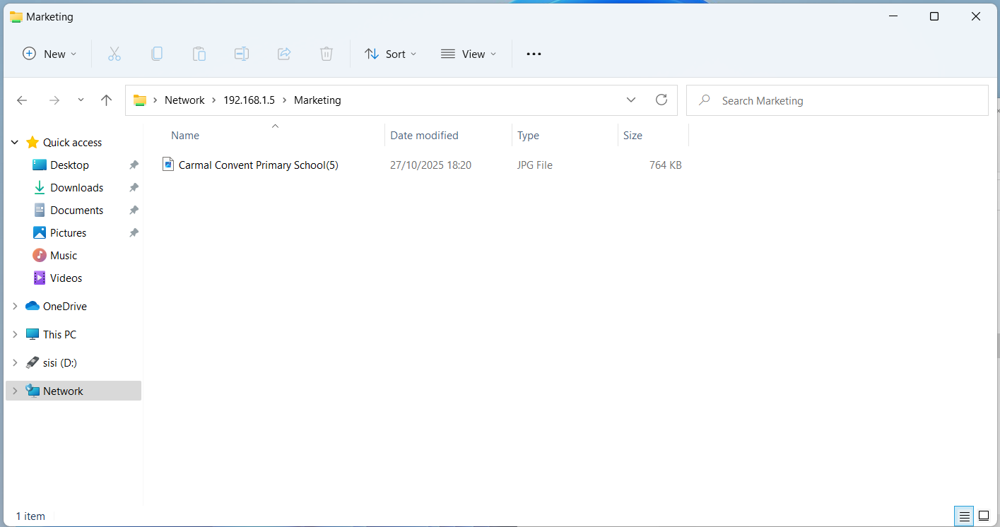 Marketing
New
Sort
View
Network 192.168.1.5 Marketing
Search Marketing
Name Date modified Type Size
Carmal Convent Primary School(5) 27/10/2025 18:20 JPG File 764 KB
Quick access
Desktop
Downloads
Documents
Pictures
Music
Videos
OneDrive
This PC
sisi (D:)
Network
1 item